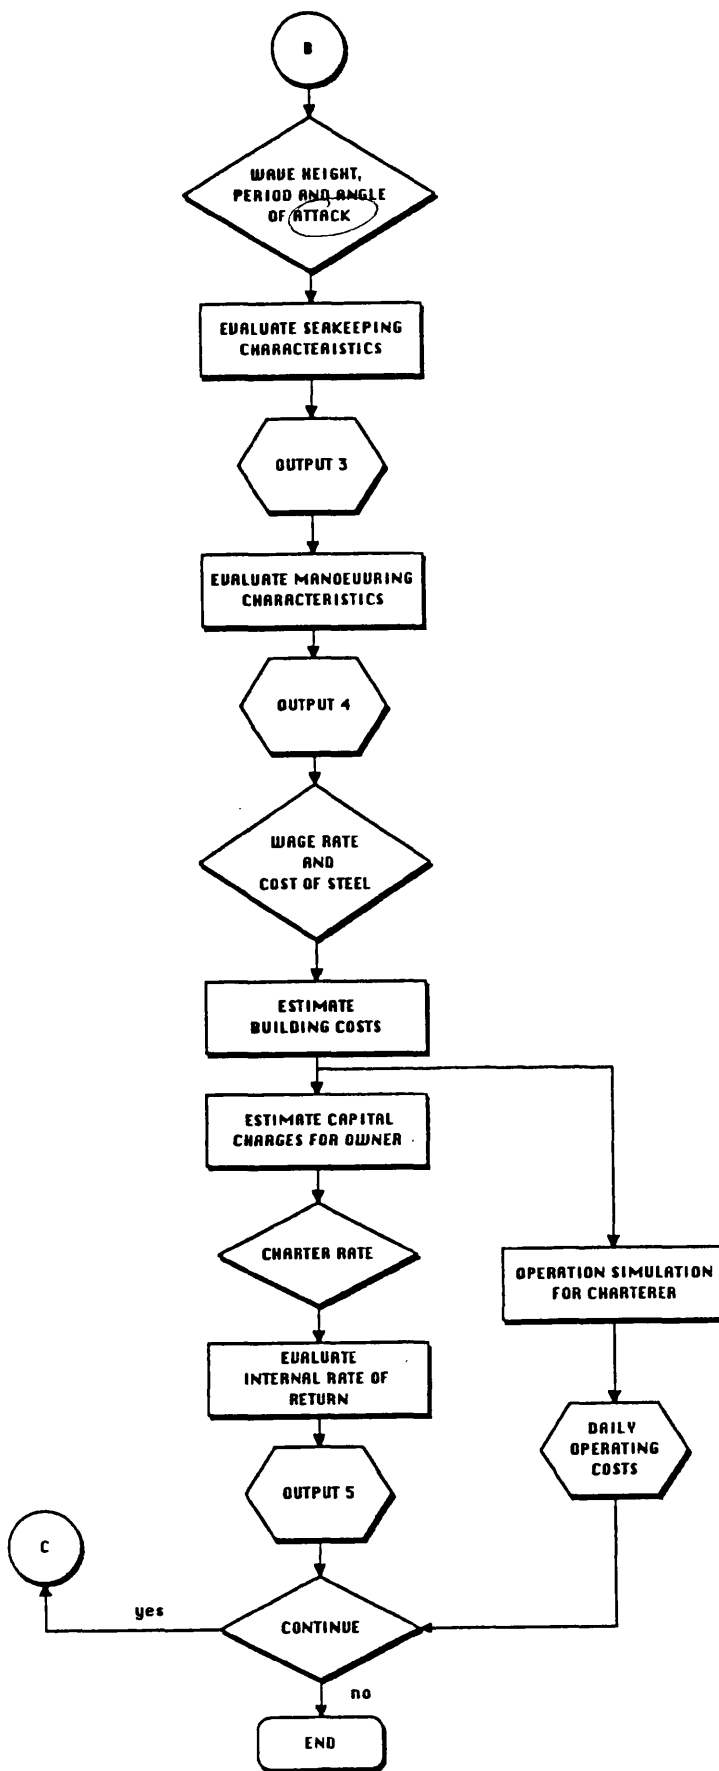 B
WAVE HEIGHT,
PERIOD AND ANGLE
OF ATTACK
EVALUATE SEAKEEPING
CHARACTERISTICS
OUTPUT 3
EVALUATE MANOEUVRING
CHARACTERISTICS
OUTPUT 4
WAGE RATE
AND
COST OF STEEL
ESTIMATE
BUILDING COSTS
ESTIMATE CAPITAL
CHARGES FOR OWNER
CHARTER RATE
OPERATION SIMULATION
FOR CHARTERER
EVALUATE
INTERNAL RATE OF
RETURN
DAILY
OPERATING
COSTS
OUTPUT 5
C
yes
CONTINUE
no
END